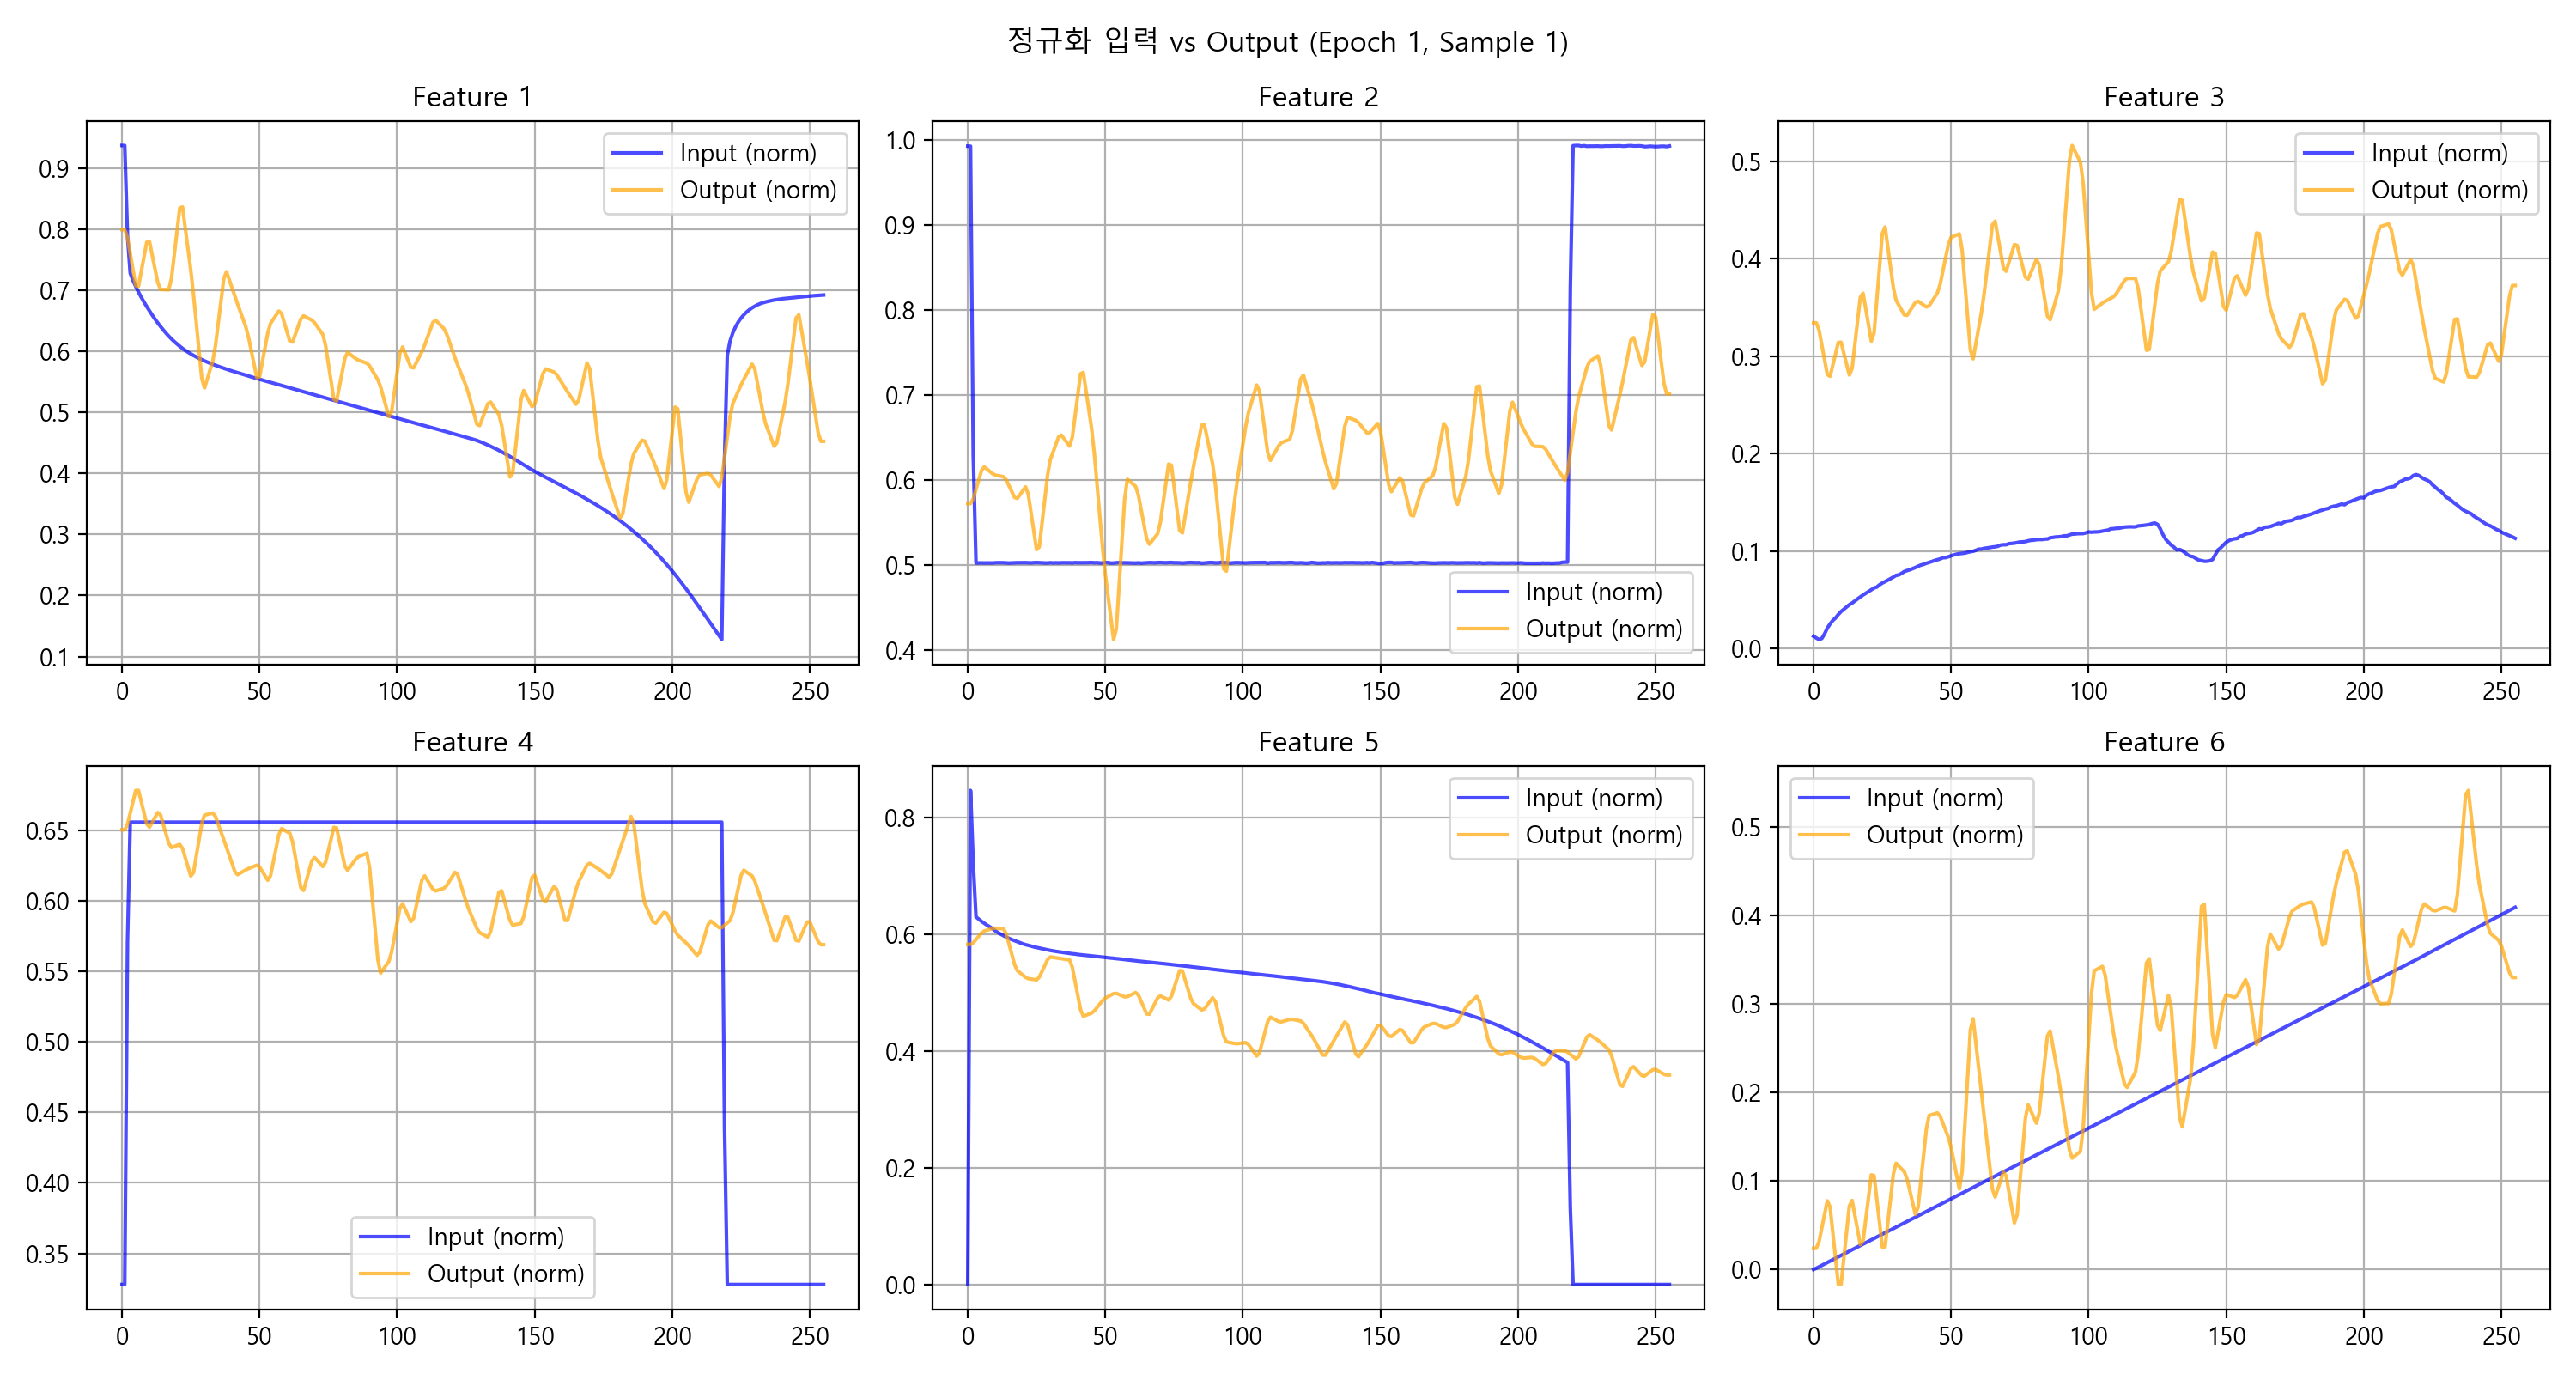 정규화 입력 vs Output (Epoch 1, Sample 1)
Feature 1
0.9
0.8
0.7
0.6
0.5
0.4
0.3
0.2
0.1
0 50 100 150 200 250
Input (norm)
Output (norm)
Feature 2
1.0
0.9
0.8
0.7
0.6
0.5
0.4
0 50 100 150 200 250
Input (norm)
Output (norm)
Feature 3
0.5
0.4
0.3
0.2
0.1
0.0
0 50 100 150 200 250
Input (norm)
Output (norm)
Feature 4
0.65
0.60
0.55
0.50
0.45
0.40
0.35
0 50 100 150 200 250
Input (norm)
Output (norm)
Feature 5
0.8
0.6
0.4
0.2
0.0
0 50 100 150 200 250
Input (norm)
Output (norm)
Feature 6
0.5
0.4
0.3
0.2
0.1
0.0
0 50 100 150 200 250
Input (norm)
Output (norm)